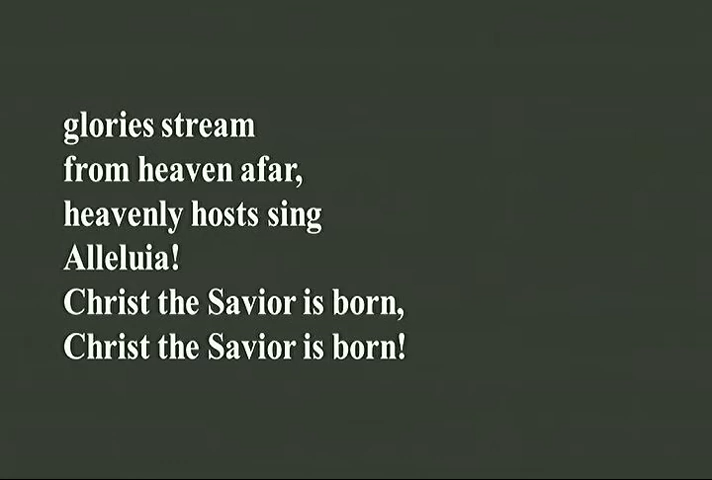 glories stream
from heaven afar,
heavenly hosts sing
Alleluia!
Christ the Savior is born,
Christ the Savior is born!